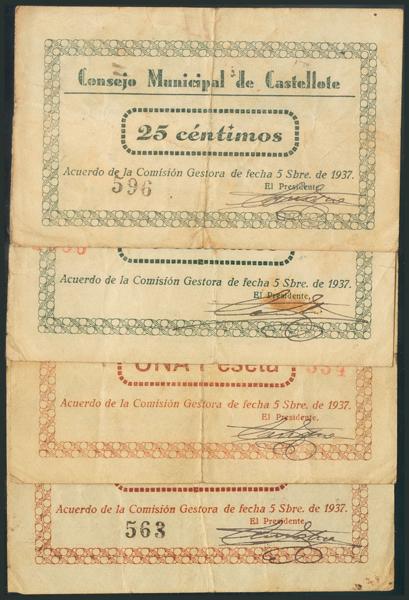 Consejo Municipal de Castellote
25 céntimos
Acuerdo de la Comisión Gestora de fecha 5 Sbre. de 1937.
596
El Presidente,
Acuerdo de la Comisión Gestora de fecha 5 Sbre. de 1937.
El Presidente,
UNA Peseta
334
Acuerdo de la Comisión Gestora de fecha 5 Sbre. de 1937.
El Presidente,
Acuerdo de la Comisión Gestora de fecha 5 Sbre. de 1937.
563
El Presidente,